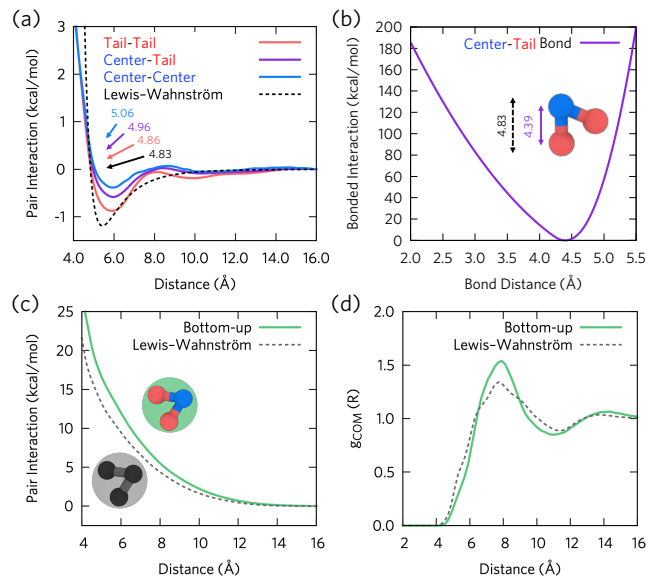 (a)
Pair Interaction (kcal/mol)
3
2
1
0
-1
Tail-Tail
Center-Tail
Center-Center
Lewis–Wahnström
5.06
4.96
4.86
4.83
4.0 6.0 8.0 10.0 12.0 14.0 16.0
Distance (Å)
(b)
Bonded Interaction (kcal/mol)
200
180
160
140
120
100
80
60
40
20
0
Center-Tail Bond
4.83
4.39
2.0 2.5 3.0 3.5 4.0 4.5 5.0 5.5
Bond Distance (Å)
(c)
Pair Interaction (kcal/mol)
25
20
15
10
5
0
Bottom-up
Lewis–Wahnström
4 6 8 10 12 14 16
Distance (Å)
(d)
gCOM (R)
2.0
1.5
1.0
0.5
0.0
Bottom-up
Lewis–Wahnström
2 4 6 8 10 12 14 16
Distance (Å)